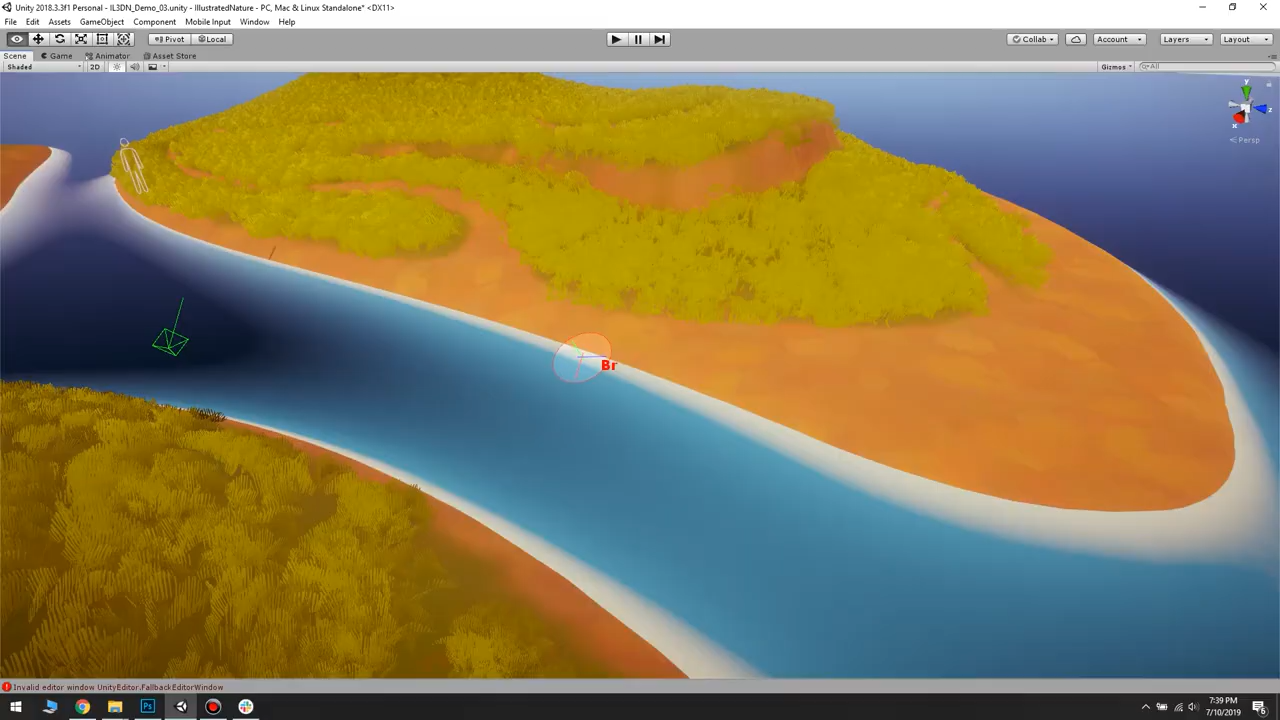 Unity 2018.3.3f1 Personal - IL3DN_Demo_03.unity - IllustratedNature - PC, Mac & Linux Standalone* <DX11>
File Edit Assets GameObject Component Mobile Input Window Help
Pivot Local Collab Account Layers Layout
Scene Game Animator Asset Store
Shaded 2D Gizmos All
y
z
x
Persp
Br
Invalid editor window UnityEditor.FallbackEditorWindow
Ps
7:39 PM
7/10/2019
6